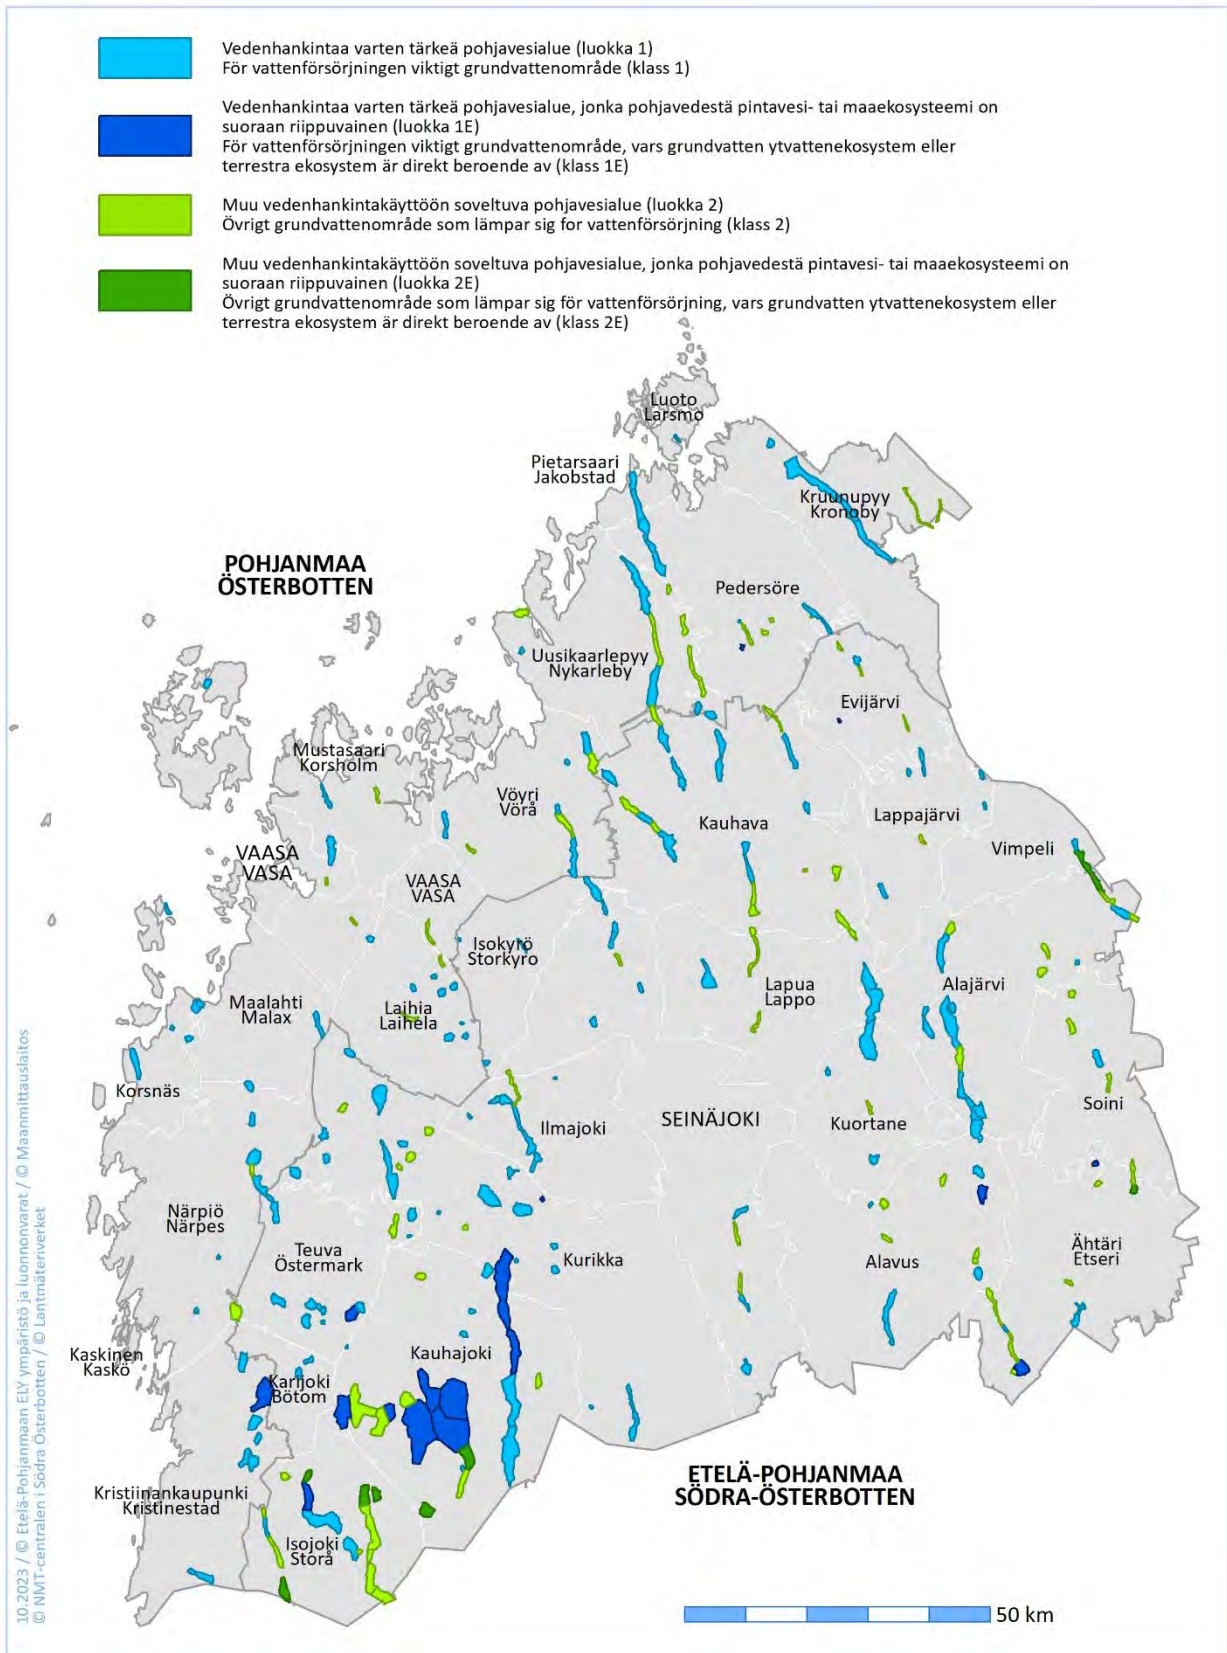 Vedenhankintaa varten tärkeä pohjavesialue (luokka 1)
För vattenförsörjningen viktigt grundvattenområde (klass 1)
Vedenhankintaa varten tärkeä pohjavesialue, jonka pohjavedestä pintavesi- tai maaekosysteemi on
suoraan riippuvainen (luokka 1E)
För vattenförsörjningen viktigt grundvattenområde, vars grundvatten ytvattenekosystem eller
terrestra ekosystem är direkt beroende av (klass 1E)
Muu vedenhankintakäyttöön soveltuva pohjavesialue (luokka 2)
Övrigt grundvattenområde som lämpar sig for vattenförsörjning (klass 2)
Muu vedenhankintakäyttöön soveltuva pohjavesialue, jonka pohjavedestä pintavesi- tai maaekosysteemi on
suoraan riippuvainen (luokka 2E)
Övrigt grundvattenområde som lämpar sig för vattenförsörjning, vars grundvatten ytvattenekosystem eller
terrestra ekosystem är direkt beroende av (klass 2E)
Luoto
Larsmo
Pietarsaari
Jakobstad
Kruunupyy
Kronoby
POHJANMAA
ÖSTERBOTTEN
Pedersöre
Uusikaarlepyy
Nykarleby
Evijärvi
Mustasaari
Korsholm
Vöyri
Vörå
Kauhava
Lappajärvi
Vimpeli
VAASA
VASA
VAASA
VASA
Isokyrö
Storkyro
Lapua
Lappo
Alajärvi
Maalahti
Malax
Laihia
Laihela
Korsnäs
Ilmajoki
SEINÄJOKI
Kuortane
Soini
Närpiö
Närpes
Teuva
Östermark
Kurikka
Alavus
Ähtäri
Etseri
Kaskinen
Kaskö
Kauhajoki
Karijoki
Bötom
Kristiinankaupunki
Kristinestad
ETELÄ-POHJANMAA
SÖDRA-ÖSTERBOTTEN
Isojoki
Storå
50 km
10.2023 / © Etelä-Pohjanmaan ELY ympäristö ja luonnonvarat / © Maanmittauslaitos
© NMT-centralen i Södra Österbotten / © Lantmäteriverket